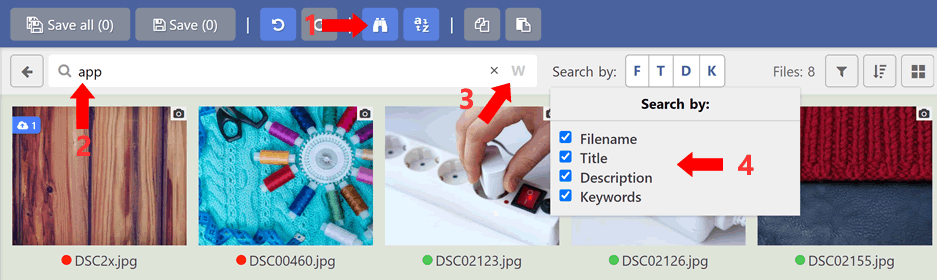 Save all (0) Save (0) 1 a z
app × W Search by: F T D K Files: 8
3
Search by:
1
2
Filename
Title
Description
Keywords
4
DSC2x.jpg DSC00460.jpg DSC02123.jpg DSC02126.jpg DSC02155.jpg